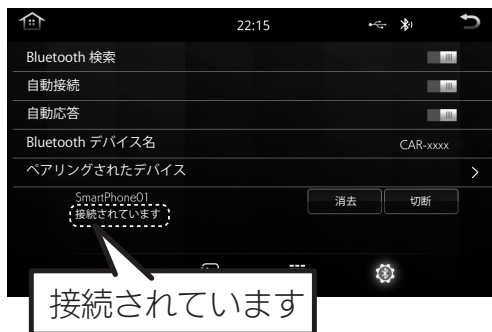 22:15
Bluetooth 検索
自動接続
自動応答
Bluetooth デバイス名 CAR-xxxx
ペアリングされたデバイス
SmartPhone01 消去 切断
接続されています
接続されています